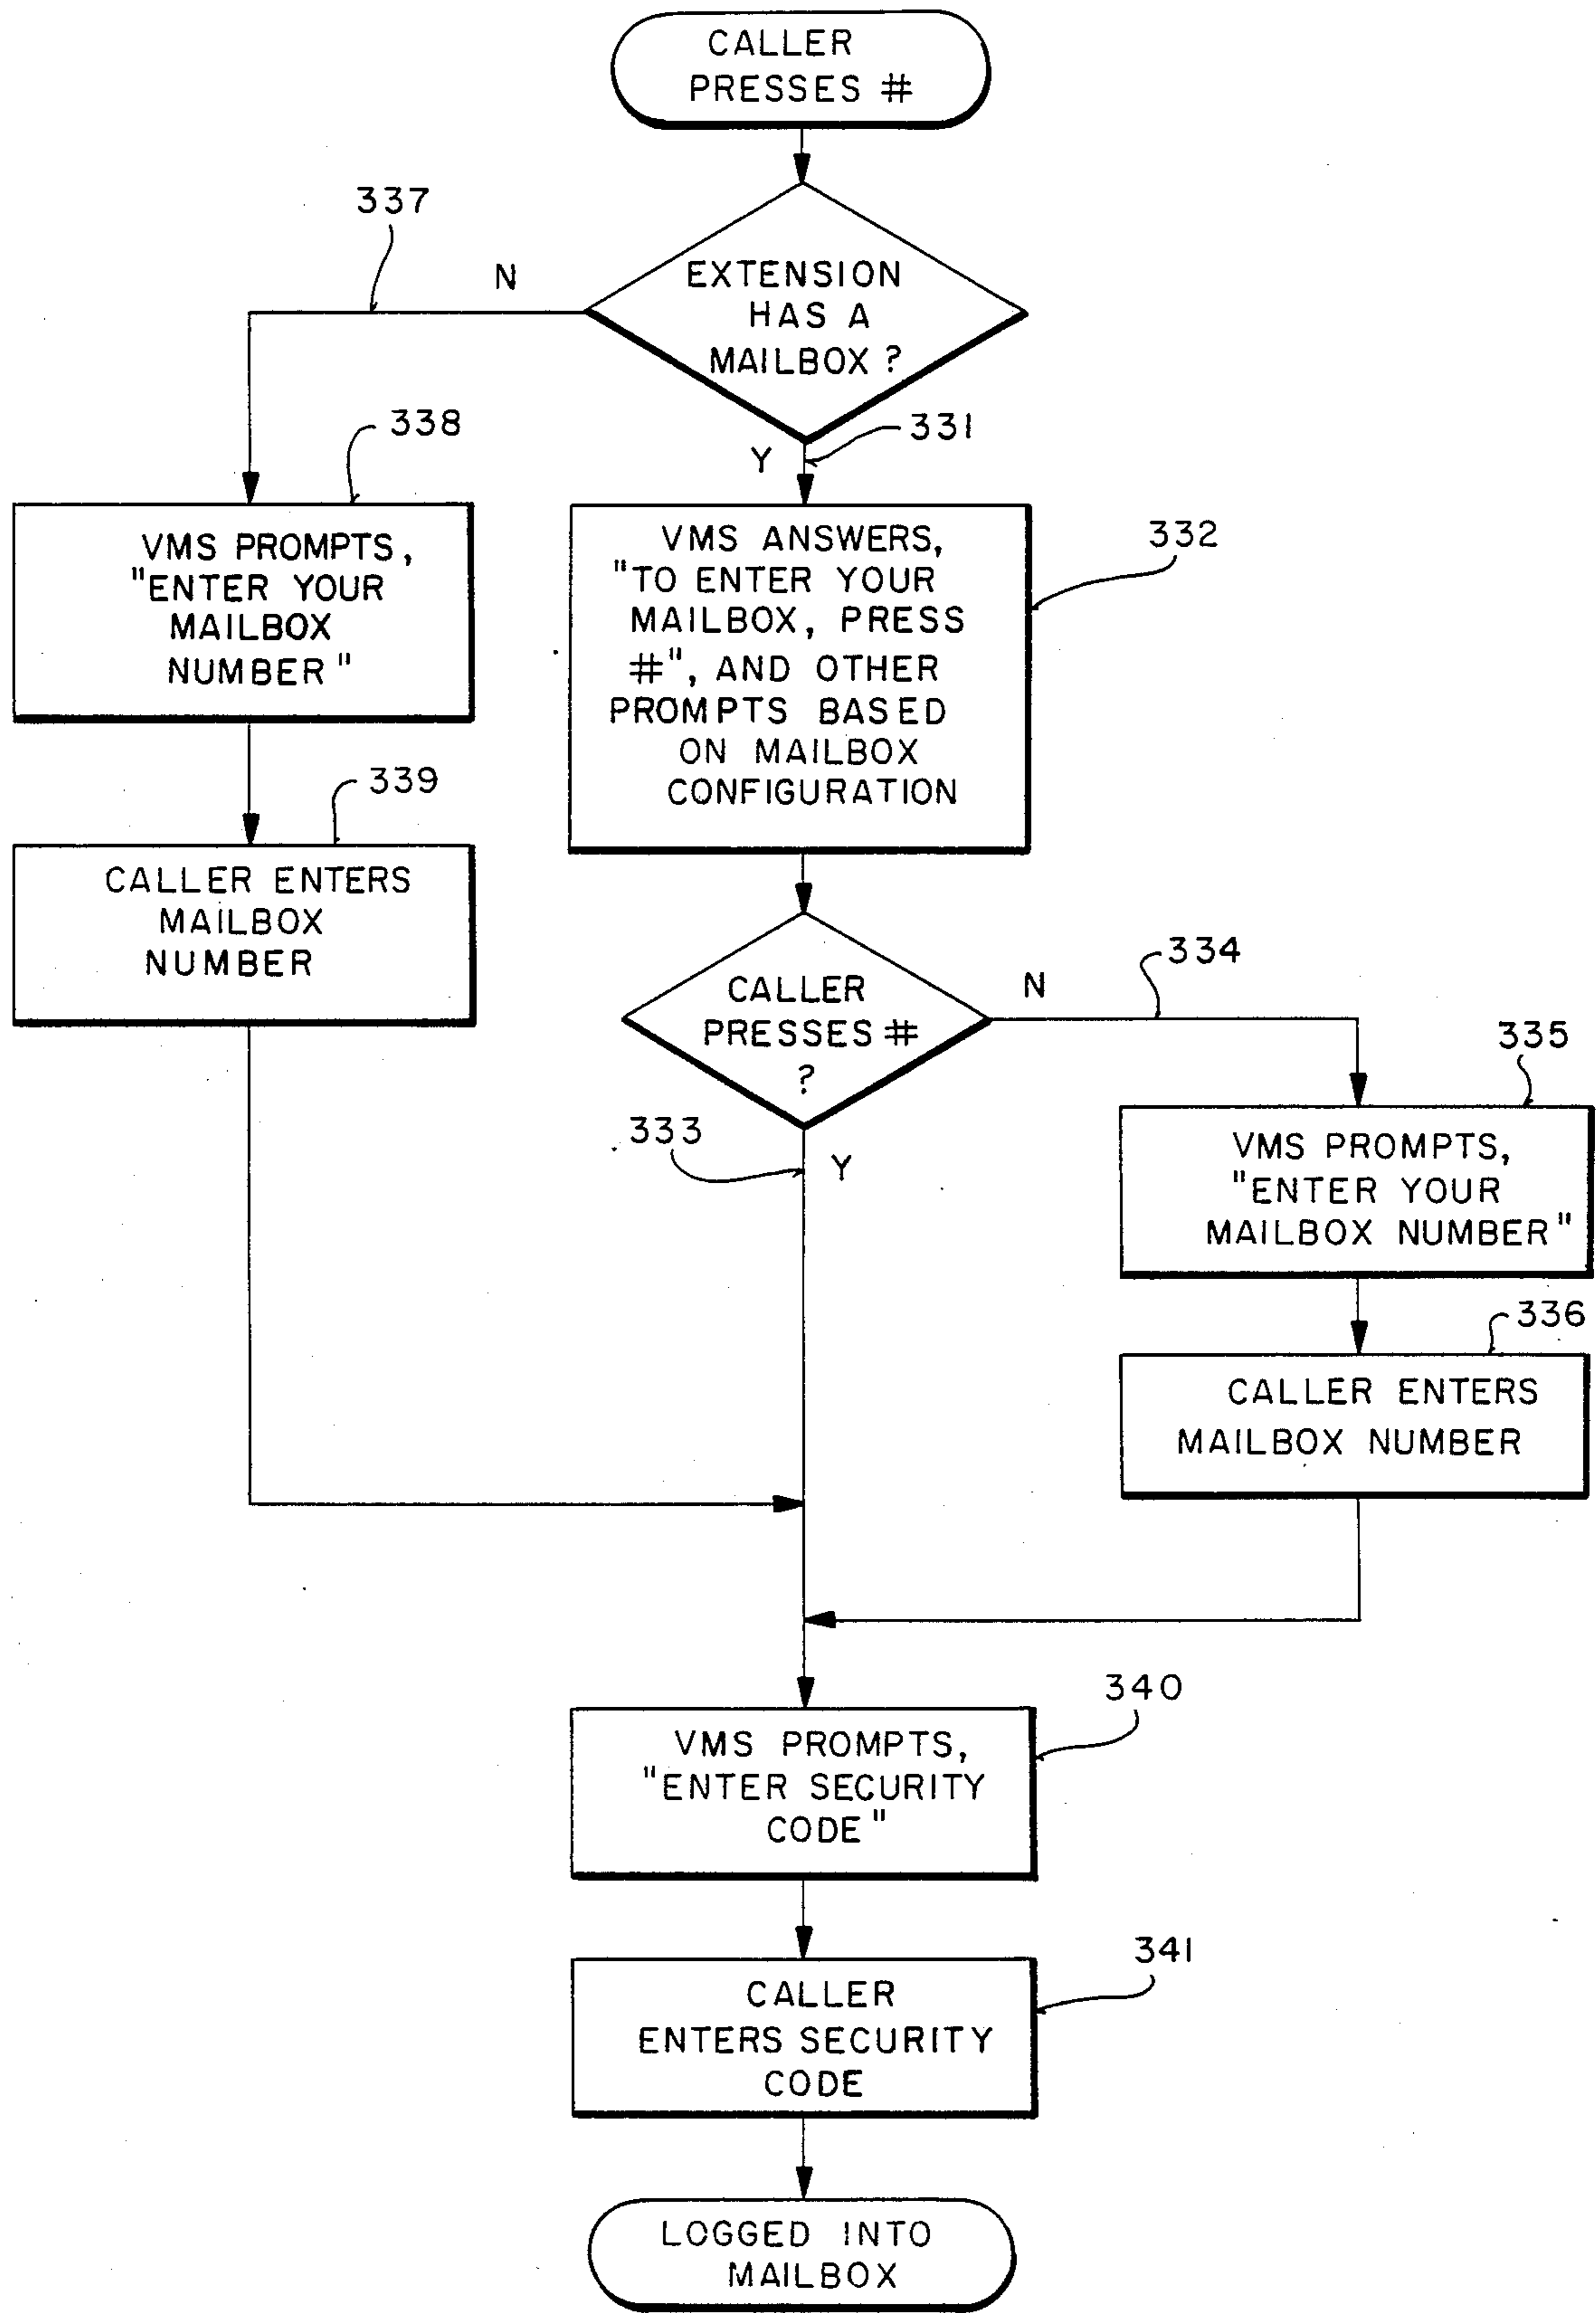 CALLER
PRESSES #
337
N
EXTENSION
HAS A
MAILBOX ?
338
331
Y
VMS PROMPTS,
"ENTER YOUR
MAILBOX
NUMBER"
VMS ANSWERS,
"TO ENTER YOUR
MAILBOX, PRESS
#", AND OTHER
PROMPTS BASED
ON MAILBOX
CONFIGURATION
332
339
CALLER ENTERS
MAILBOX
NUMBER
CALLER
PRESSES #
?
N
334
335
333
Y
VMS PROMPTS,
"ENTER YOUR
MAILBOX NUMBER"
336
CALLER ENTERS
MAILBOX NUMBER
340
VMS PROMPTS,
"ENTER SECURITY
CODE"
341
CALLER
ENTERS SECURITY
CODE
LOGGED INTO
MAILBOX